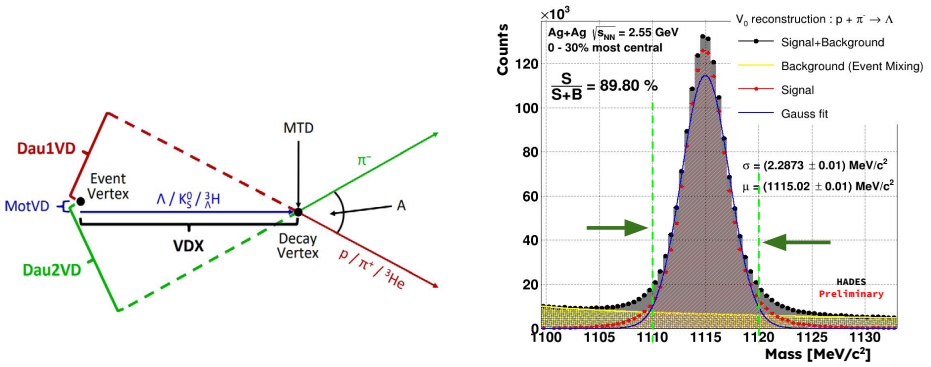 Dau1VD
Event
Vertex
MotVD
Λ / K⁰_S / ³_ΛH
VDX
Dau2VD
MTD
π⁻
A
Decay
Vertex
p / π⁺ / ³He
×10³
Counts
120
100
80
60
40
20
0
Ag+Ag √s_NN = 2.55 GeV
0 - 30% most central
S
S+B
= 89.80 %
V₀ reconstruction : p + π⁻ → Λ
Signal+Background
Background (Event Mixing)
Signal
Gauss fit
σ = (2.2873 ± 0.01) MeV/c²
μ = (1115.02 ± 0.01) MeV/c²
HADES
Preliminary
1100 1105 1110 1115 1120 1125 1130
Mass [MeV/c²]